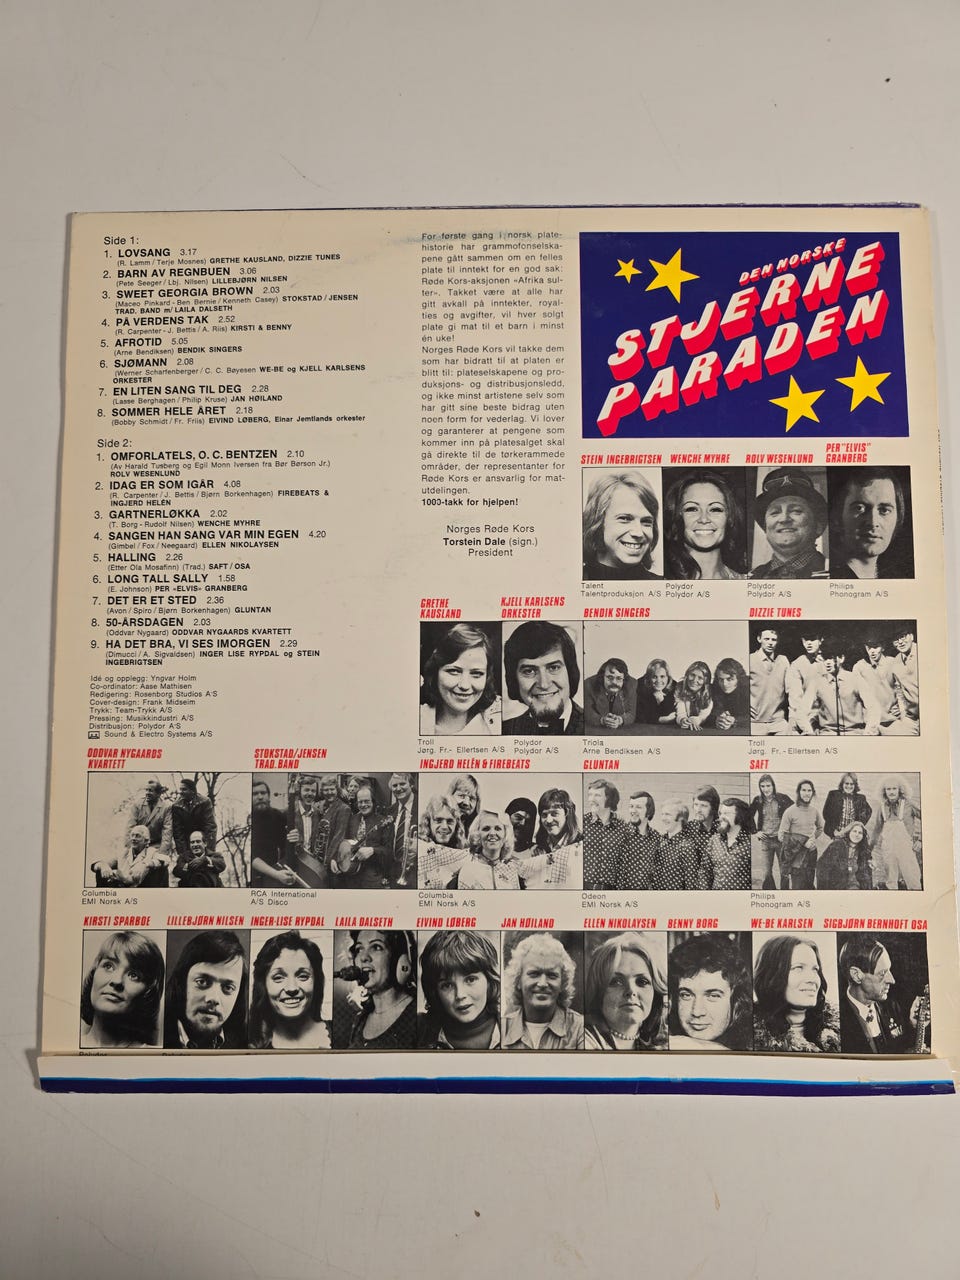 Side 1:
1. LOVSANG 3.17
(R. Lamm / Terje Mosnes) GRETHE KAUSLAND, DIZZIE TUNES
2. BARN AV REGNBUEN 3.06
(Pete Seeger / Lbj. Nilsen) LILLEBJØRN NILSEN
3. SWEET GEORGIA BROWN 2.03
(Maceo Pinkard - Ben Bernie / Kenneth Casey) STOKSTAD / JENSEN
TRAD. BAND m/ LAILA DALSETH
4. PÅ VERDENS TAK 2.52
(R. Carpenter - J. Bettis / A. Riis) KIRSTI & BENNY
5. AFROTID 5.05
(Arne Bendiksen) BENDIK SINGERS
6. SJØMANN 2.08
(Werner Scharfenberger / C. C. Bøyesen WE-BE og KJELL KARLSENS
ORKESTER
7. EN LITEN SANG TIL DEG 2.28
(Lasse Berghagen / Philip Kruse) JAN HØILAND
8. SOMMER HELE ÅRET 2.18
(Bobby Schmidt / Fr. Friis) EIVIND LØBERG, Einar Jemtlands orkester
Side 2:
1. OMFORLATELS, O. C. BENTZEN 2.10
(Av Harald Tusberg og Egil Monn Iversen fra Bør Børson Jr.)
ROLV WESENLUND
2. IDAG ER SOM IGÅR 4.08
(R. Carpenter / J. Bettis / Bjørn Borkenhagen) FIREBEATS &
INGJERD HELÉN
3. GARTNERLØKKA 2.02
(T. Borg - Rudolf Nilsen) WENCHE MYHRE
4. SANGEN HAN SANG VAR MIN EGEN 4.20
(Gimbel / Fox / Neegaard) ELLEN NIKOLAYSEN
5. HALLING 2.26
(Etter Ola Mosafinn) (Trad.) SAFT / OSA
6. LONG TALL SALLY 1.58
(E. Johnson) PER «ELVIS» GRANBERG
7. DET ER ET STED 2.36
(Avon / Spiro / Bjørn Borkenhagen) GLUNTAN
8. 50-ÅRSDAGEN 2.03
(Oddvar Nygaard) ODDVAR NYGAARDS KVARTETT
9. HA DET BRA, VI SES IMORGEN 2.29
(Dimucci / A. Sigvaldsen) INGER LISE RYPDAL og STEIN
INGEBRIGTSEN
Idé og opplegg: Yngvar Holm
Co-ordinator: Aase Mathisen
Redigering: Rosenborg Studios A/S
Cover-design: Frank Midseim
Trykk: Team-Trykk A/S
Pressing: Musikkindustri A/S
Distribusjon: Polydor A/S
Sound & Electro Systems A/S
For første gang i norsk plate-
historie har grammofonselska-
pene gått sammen om en felles
plate til inntekt for en god sak:
Røde Kors-aksjonen «Afrika sul-
ter». Takket være at alle har
gitt avkall på inntekter, royal-
ties og avgifter, vil hver solgt
plate gi mat til et barn i minst
én uke!
Norges Røde Kors vil takke dem
som har bidratt til at platen er
blitt til: plateselskapene og pro-
duksjons- og distribusjonsledd,
og ikke minst artistene selv som
har gitt sine beste bidrag uten
noen form for vederlag. Vi lover
og garanterer at pengene som
kommer inn på platesalget skal
gå direkte til de tørkerammede
områder, der representanter for
Røde Kors er ansvarlig for mat-
utdelingen.
1000-takk for hjelpen!
Norges Røde Kors
Torstein Dale (sign.)
President
DEN NORSKE
STJERNE
PARADEN
STEIN INGEBRIGTSEN WENCHE MYHRE ROLV WESENLUND PER "ELVIS"
GRANBERG
Talent Polydor Polydor Philips
Talentproduksjon A/S Polydor A/S Polydor A/S Phonogram A/S
GRETHE
KAUSLAND
KJELL KARLSENS
ORKESTER
BENDIK SINGERS DIZZIE TUNES
Troll Polydor Triola Troll
Jørg. Fr.- Ellertsen A/S Polydor A/S Arne Bendiksen A/S Jørg. Fr. - Ellertsen A/S
ODDVAR NYGAARDS
KVARTETT
STOKSTAD/JENSEN
TRAD. BAND
INGJERD HELÉN & FIREBEATS GLUNTAN SAFT
Columbia RCA International Columbia Odeon Philips
EMI Norsk A/S A/S Disco EMI Norsk A/S EMI Norsk A/S Phonogram A/S
KIRSTI SPARBOE LILLEBJØRN NILSEN INGER-LISE RYPDAL LAILA DALSETH EIVIND LØBERG JAN HØILAND ELLEN NIKOLAYSEN BENNY BORG WE-BE KARLSEN SIGBJØRN BERNHOFT OSA
Polydor